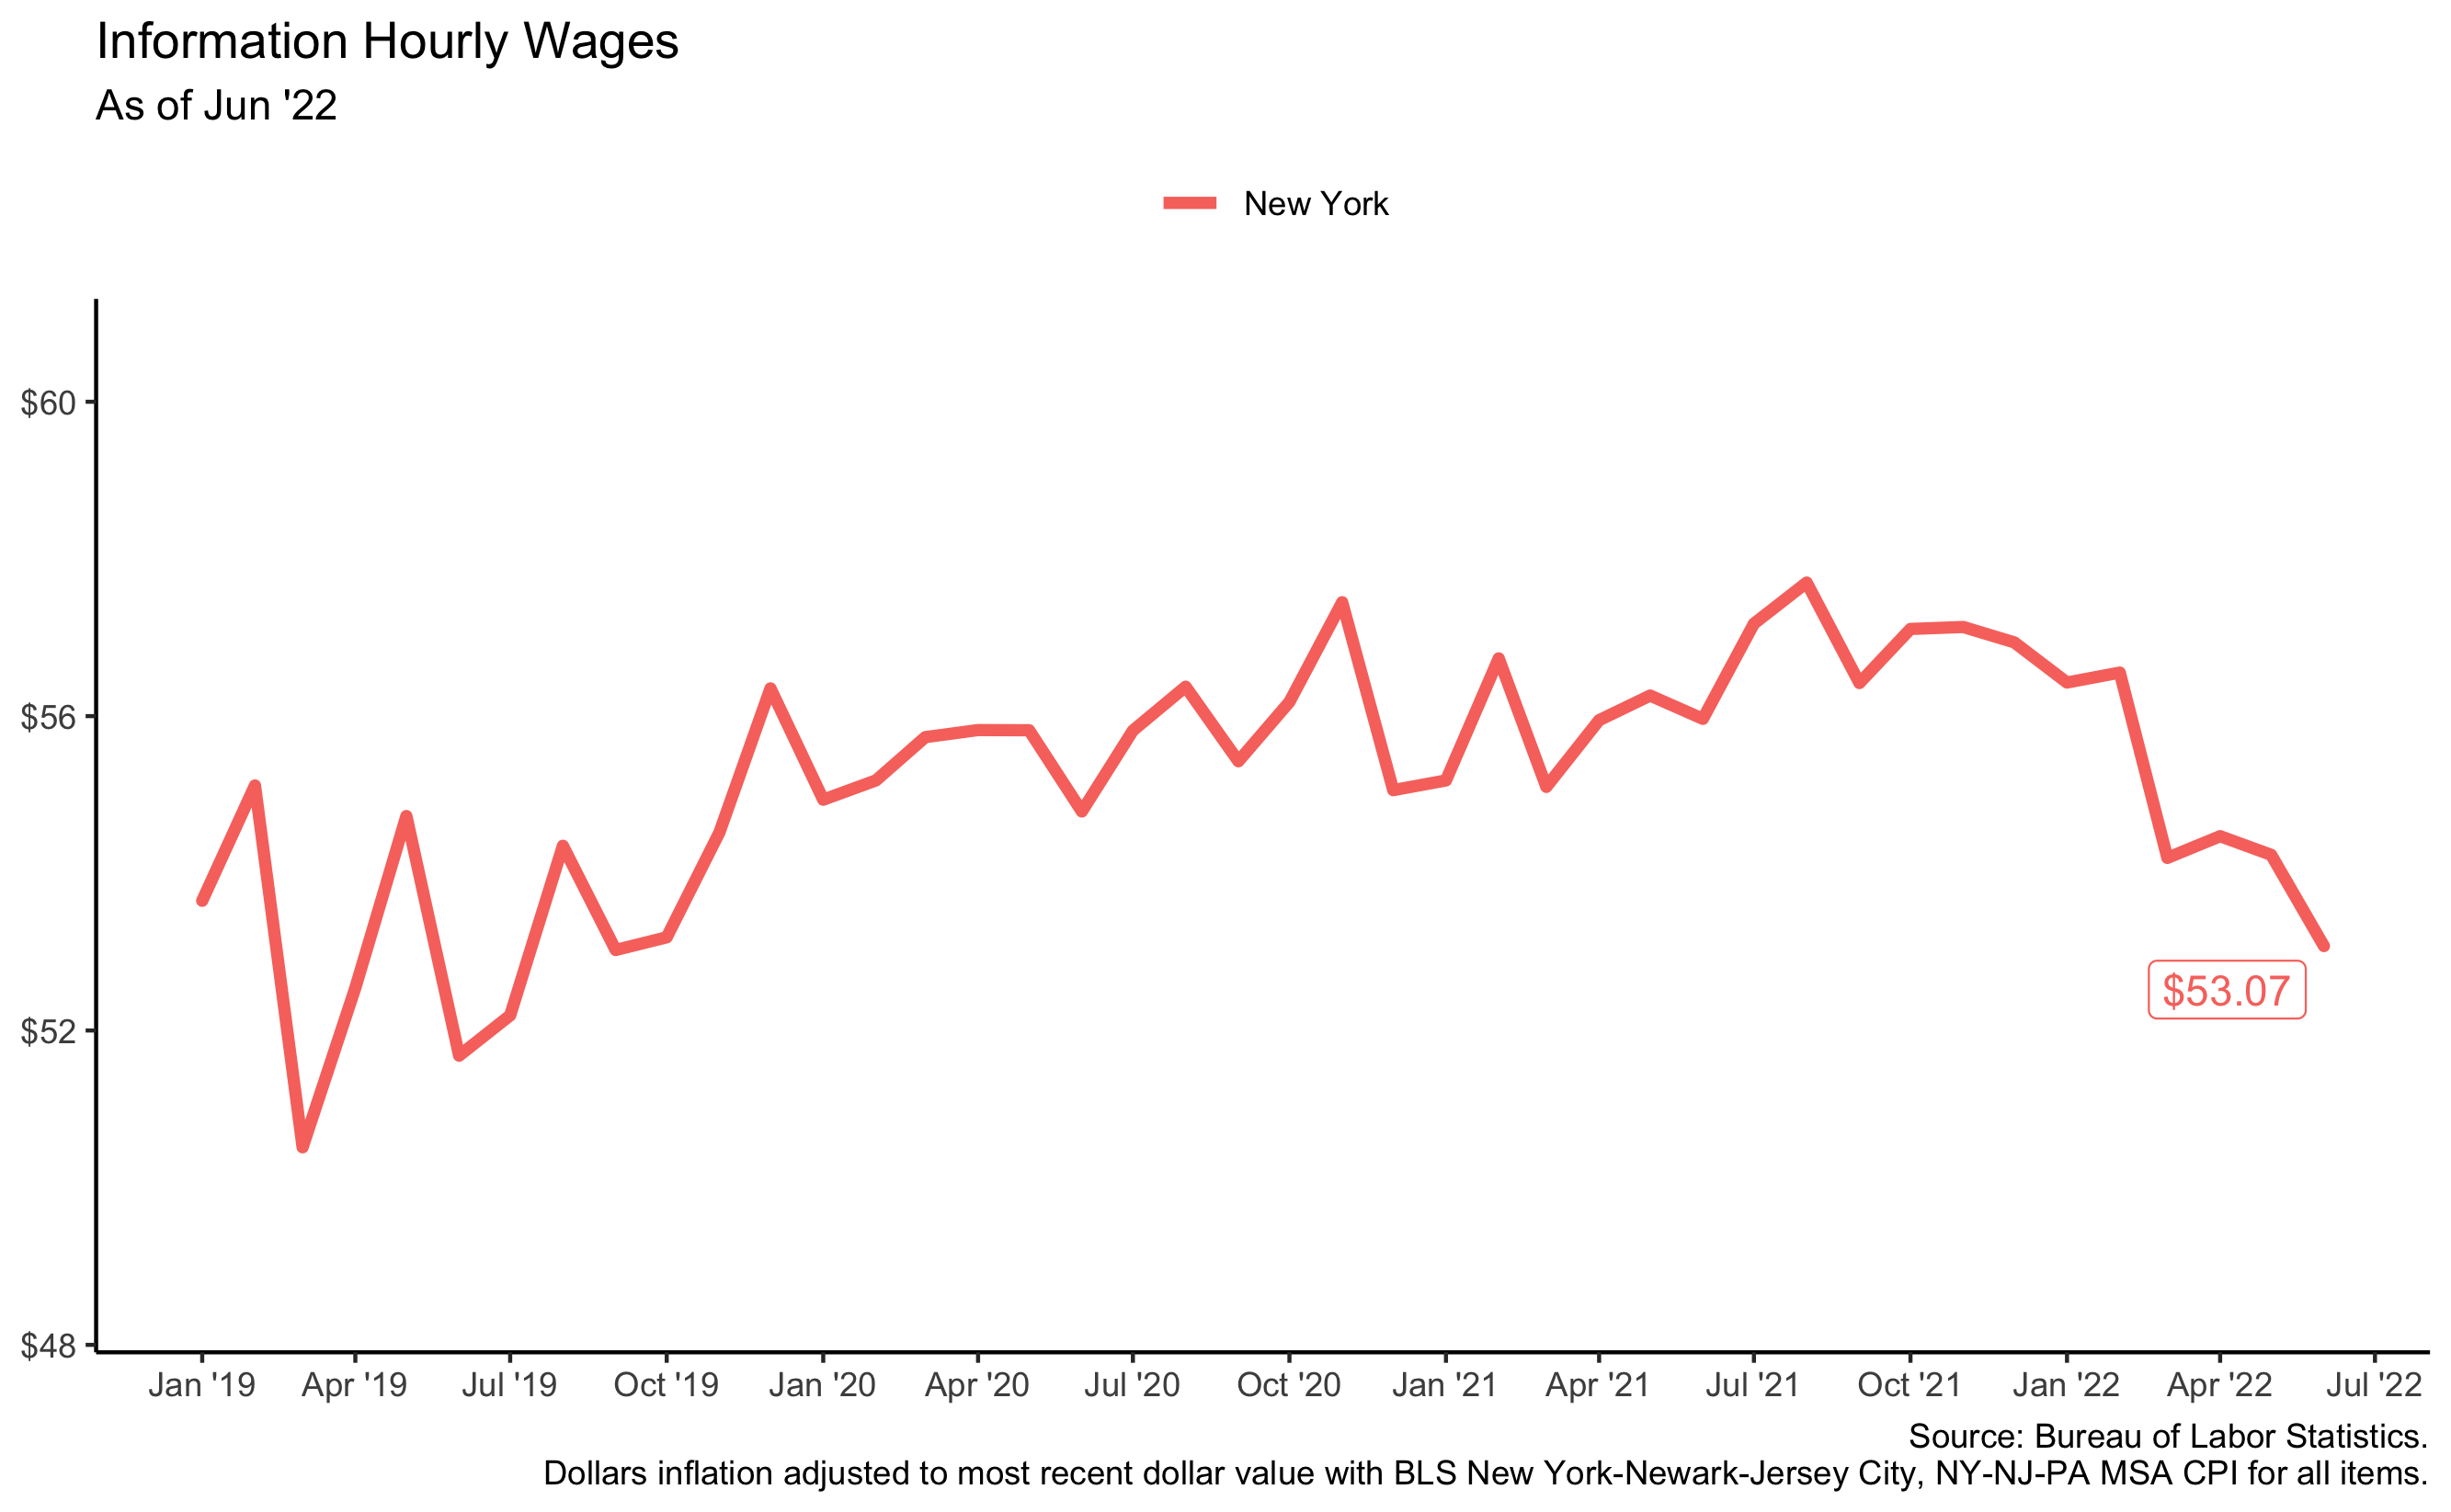 Information Hourly Wages
As of Jun '22
New York
$60
$56
$52
$48
$53.07
Jan '19 Apr '19 Jul '19 Oct '19 Jan '20 Apr '20 Jul '20 Oct '20 Jan '21 Apr '21 Jul '21 Oct '21 Jan '22 Apr '22 Jul '22
Source: Bureau of Labor Statistics.
Dollars inflation adjusted to most recent dollar value with BLS New York-Newark-Jersey City, NY-NJ-PA MSA CPI for all items.